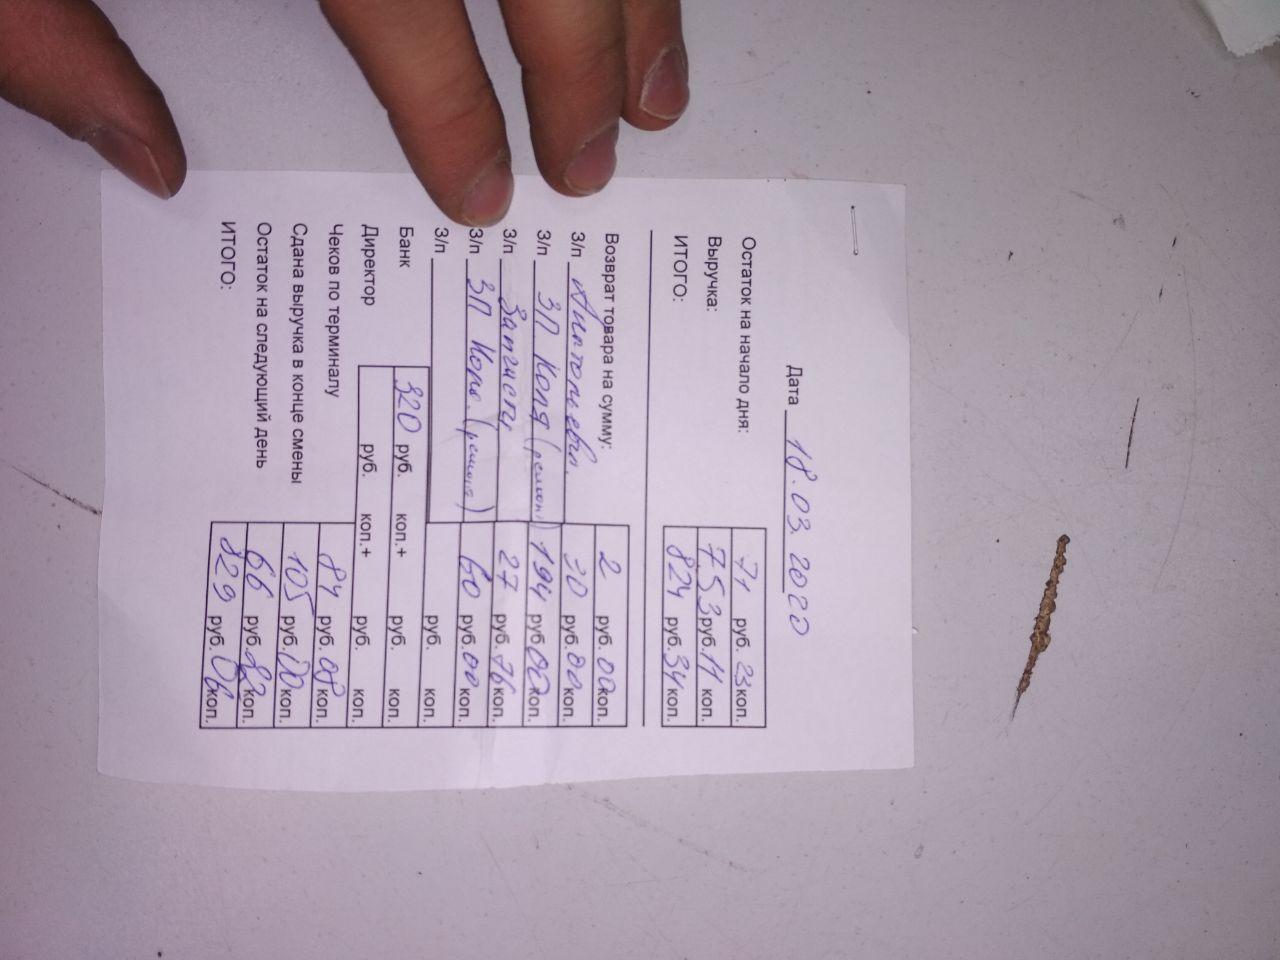 Дата 18.03.2020
Остаток на начало дня: 71 руб. 23 коп.
Выручка: 753 руб. 11 коп.
ИТОГО: 824 руб. 34 коп.
Возврат товара на сумму: 2 руб. 00 коп.
З/п 30 руб. 00 коп.
З/п ЗП Коля (ремонт) 194 руб 00 коп.
З/п Запчасти 27 руб. 76 коп.
З/п ЗП Коля. (ремонт) 60 руб. 00 коп.
З/п руб. коп.
Банк 320 руб. коп.+ руб. коп.
Директор руб. коп.+ руб. коп.
Чеков по терминалу 84 руб. 08 коп.
Сдана выручка в конце смены 105 руб. 00 коп.
Остаток на следующий день 66 руб. 82 коп.
ИТОГО: 829 руб. коп.